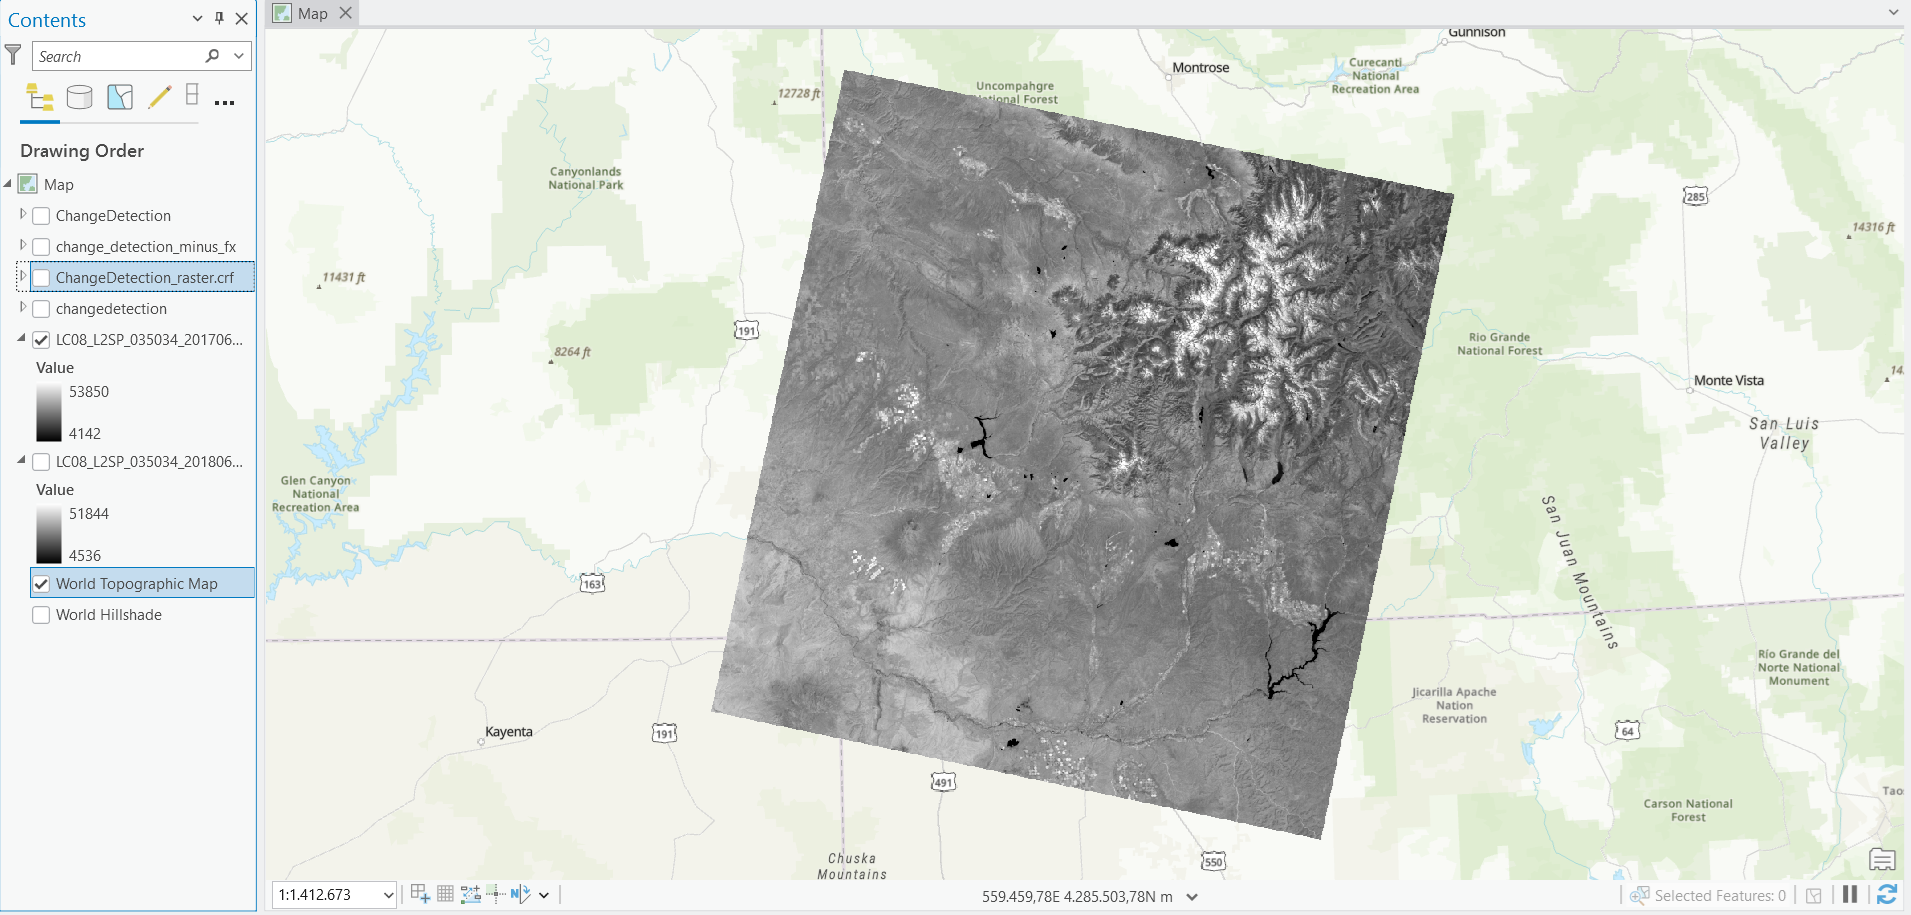 Contents
Search
Drawing Order
Map
ChangeDetection
change_detection_minus_fx
ChangeDetection_raster.crf
changedetection
LC08_L2SP_035034_201706...
Value
53850
4142
LC08_L2SP_035034_201806...
Value
51844
4536
World Topographic Map
World Hillshade
Map
Gunnison
Montrose
Curecanti
National
Recreation Area
Uncompahgre
National Forest
12728 ft
Canyonlands
National Park
285
14316 ft
11431 ft
191
8264 ft
Rio Grande
National Forest
14
Monte Vista
San Luis
Valley
Glen Canyon
National
Recreation Area
San Juan Mountains
163
Río Grande del
Norte National
Monument
Jicarilla Apache
Nation
Reservation
Kayenta
191
64
491
Carson National
Forest
Taos
Chuska
Mountains
550
1:1.412.673
N
559.459,78E 4.285.503,78N m
Selected Features: 0